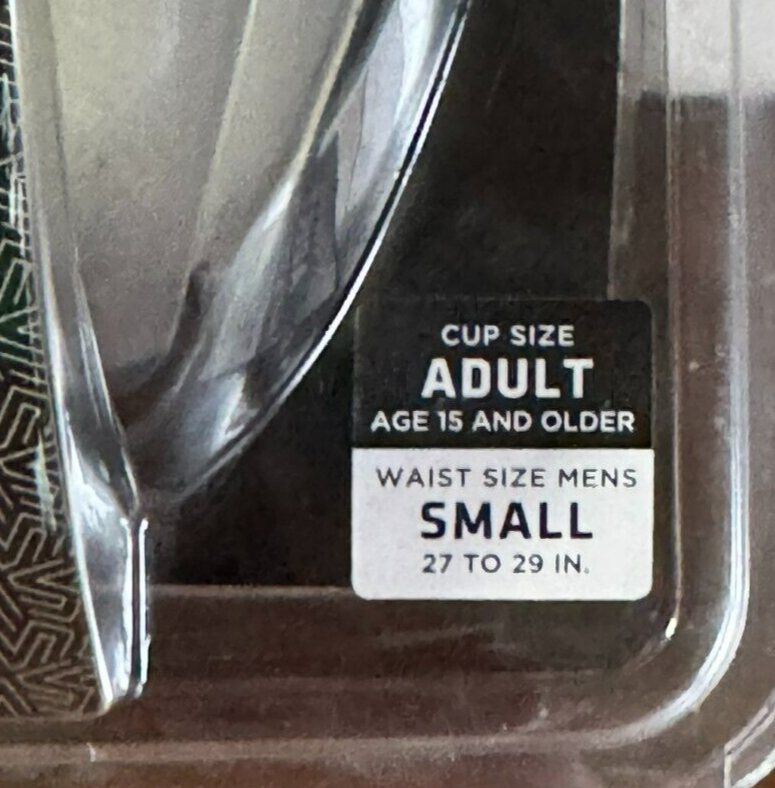 CUP SIZE
ADULT
AGE 15 AND OLDER
WAIST SIZE MENS
SMALL
27 TO 29 IN.